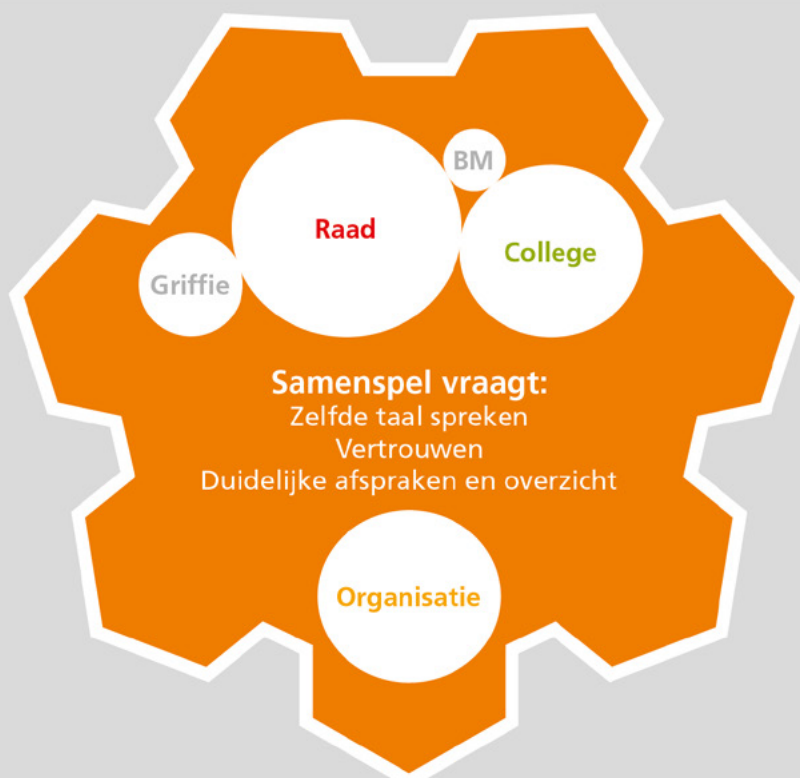 BM
Raad
College
Griffie
Samenspel vraagt:
Zelfde taal spreken
Vertrouwen
Duidelijke afspraken en overzicht
Organisatie